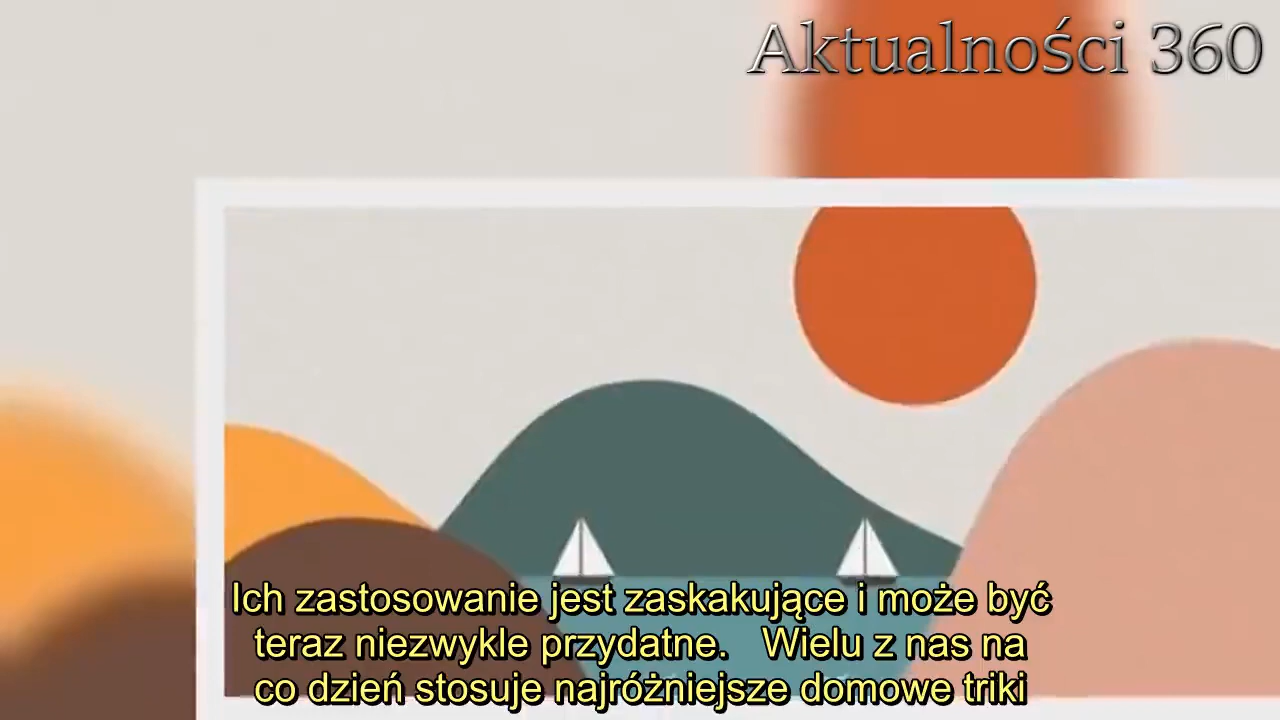 Aktualności 360
Ich zastosowanie jest zaskakujące i może być
teraz niezwykle przydatne.   Wielu z nas na
co dzień stosuje najróżniejsze domowe triki